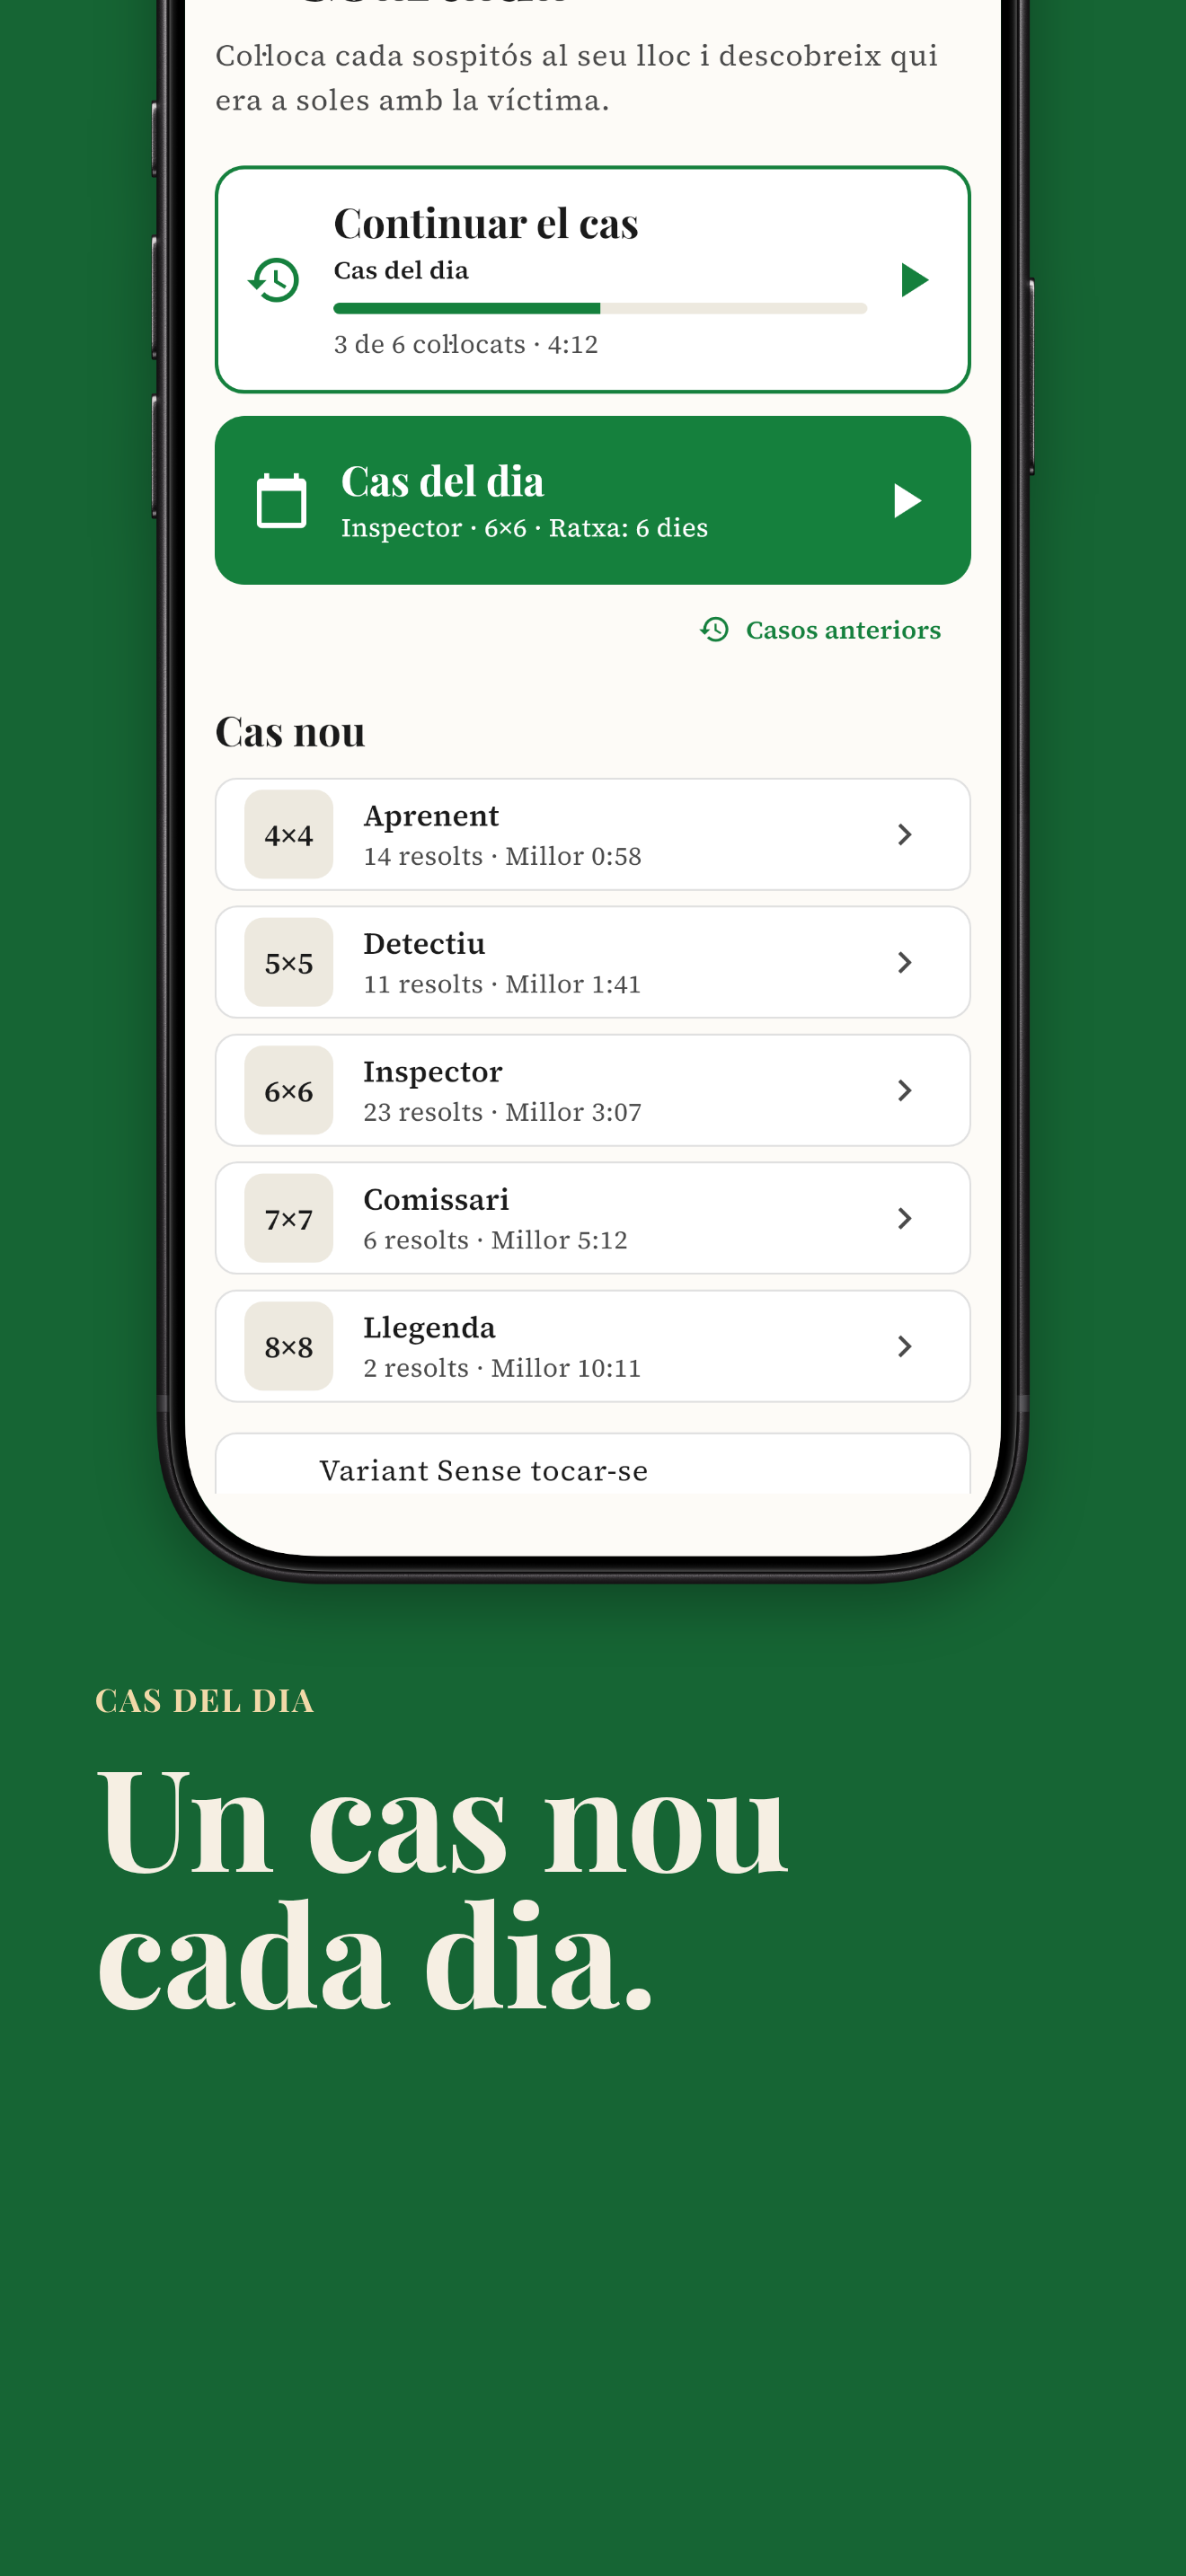 Col·loca cada sospitós al seu lloc i descobreix qui
era a soles amb la víctima.
Continuar el cas
Cas del dia
3 de 6 col·locats · 4:12
Cas del dia
Inspector · 6×6 · Ratxa: 6 dies
Casos anteriors
Cas nou
4×4
Aprenent
14 resolts · Millor 0:58
5×5
Detectiu
11 resolts · Millor 1:41
6×6
Inspector
23 resolts · Millor 3:07
7×7
Comissari
6 resolts · Millor 5:12
8×8
Llegenda
2 resolts · Millor 10:11
Variant Sense tocar-se
CAS DEL DIA
Un cas nou
cada dia.